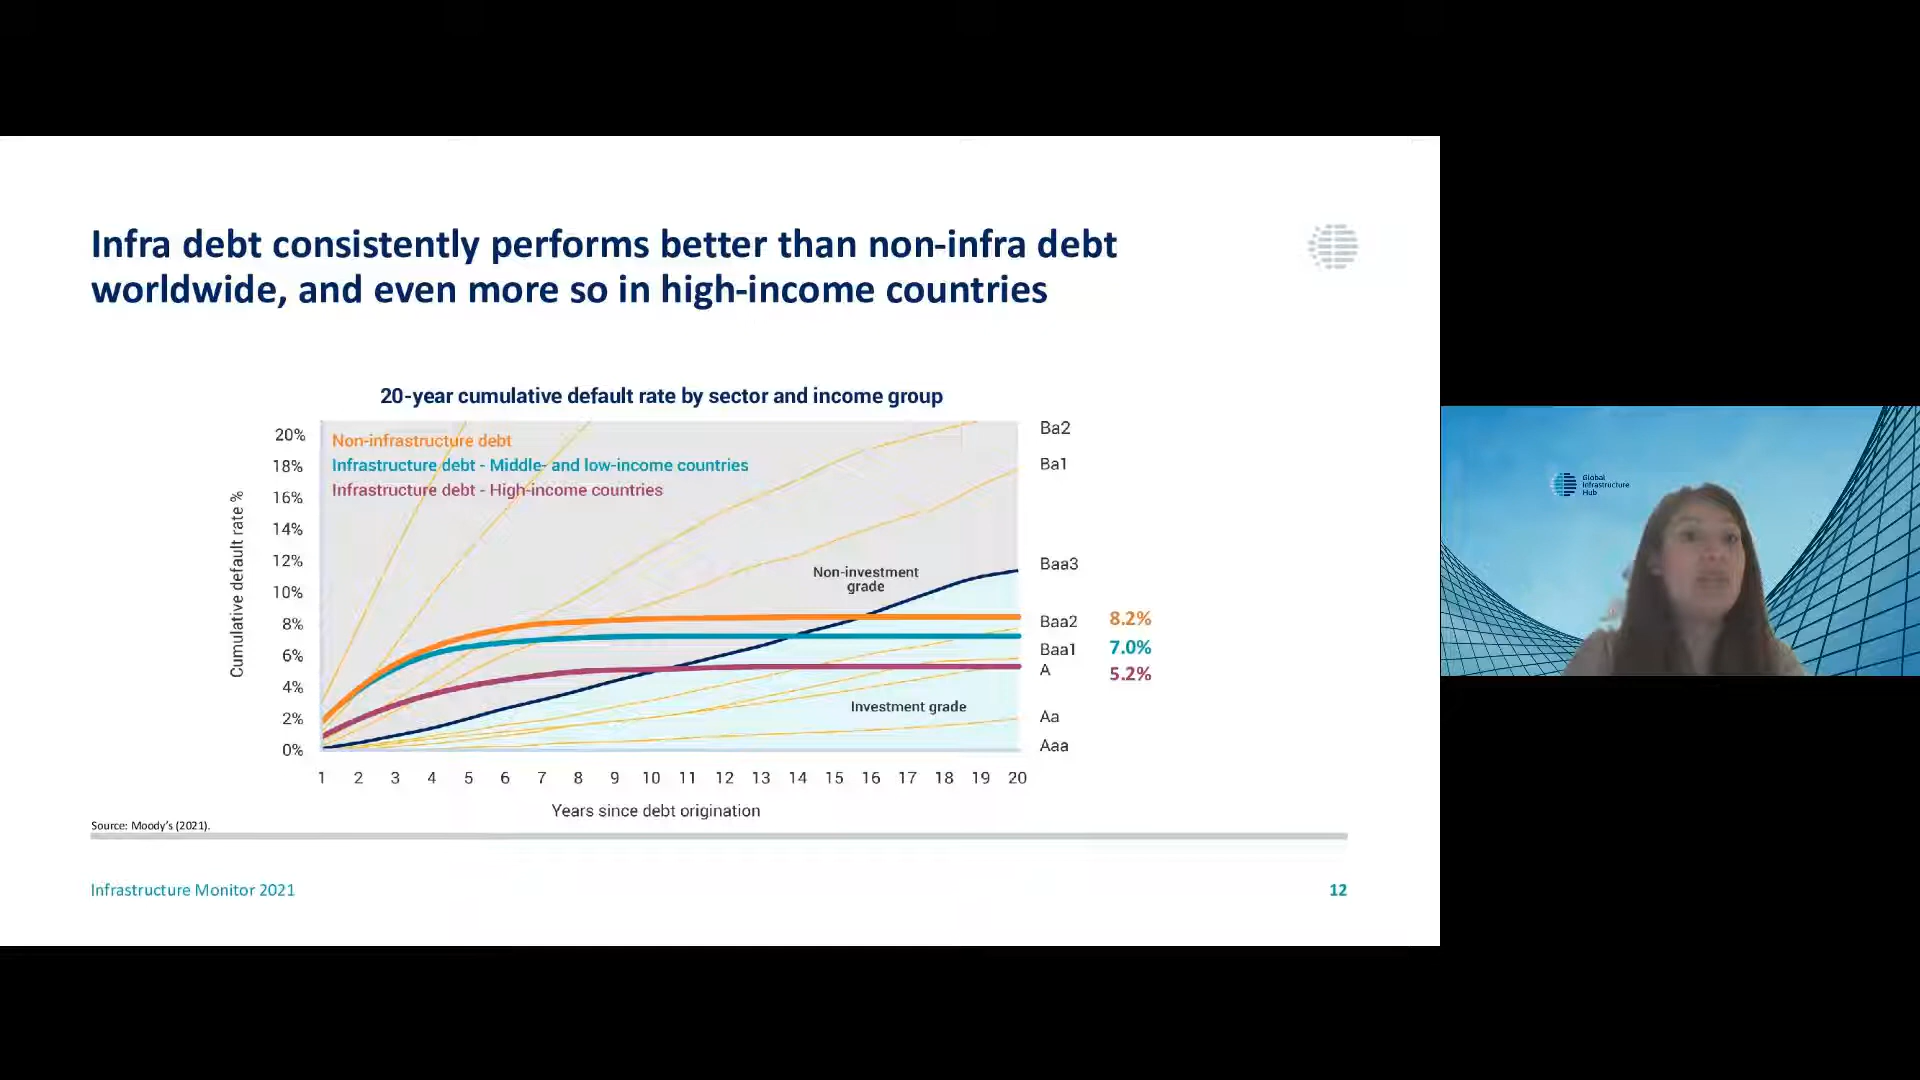 Infra debt consistently performs better than non-infra debt
worldwide, and even more so in high-income countries
20-year cumulative default rate by sector and income group
Cumulative default rate %
20%
18%
16%
14%
12%
10%
8%
6%
4%
2%
0%
Non-infrastructure debt
Infrastructure debt - Middle- and low-income countries
Infrastructure debt - High-income countries
Non-investment
grade
Investment grade
Ba2
Ba1
Baa3
Baa2 8.2%
Baa1 7.0%
A 5.2%
Aa
Aaa
1 2 3 4 5 6 7 8 9 10 11 12 13 14 15 16 17 18 19 20
Years since debt origination
Source: Moody's (2021).
Infrastructure Monitor 2021
12
Global
Infrastructure
Hub